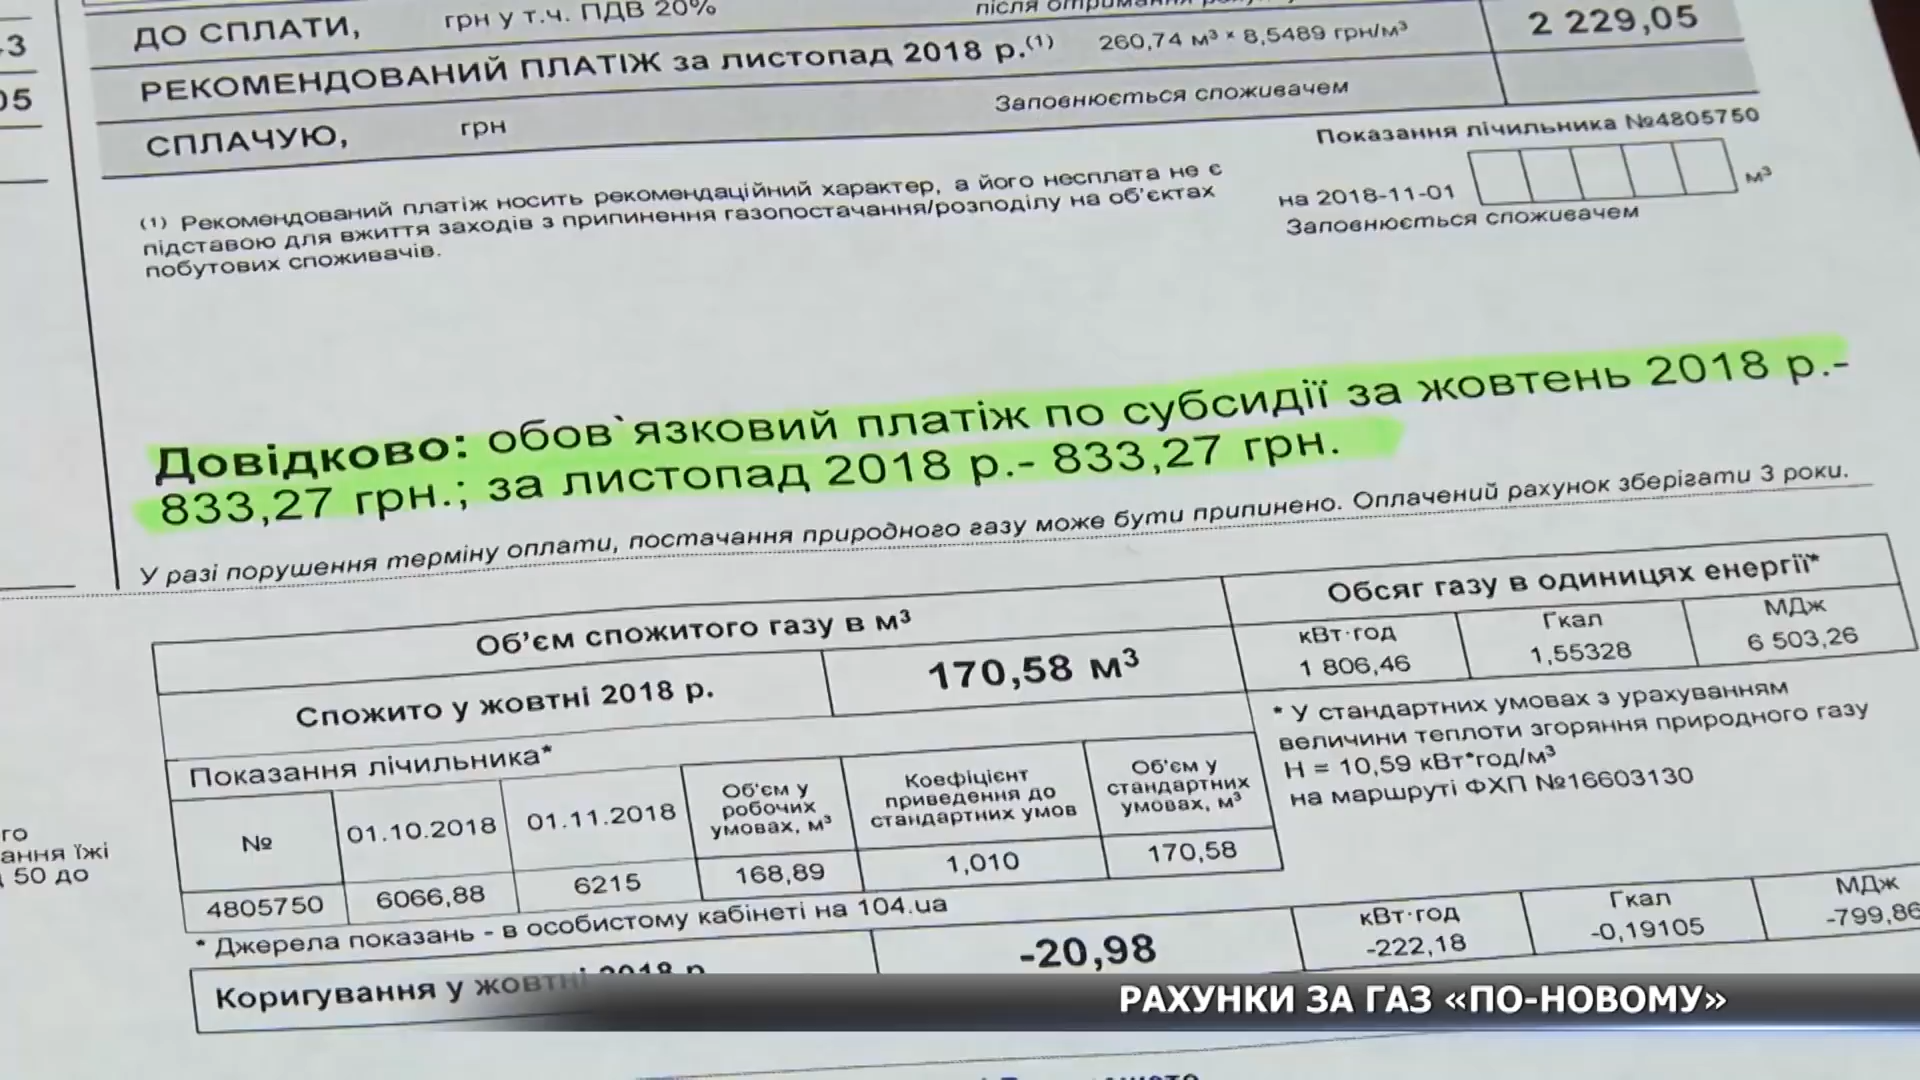 ДО СПЛАТИ, грн у т.ч. ПДВ 20% після
РЕКОМЕНДОВАНИЙ ПЛАТІЖ за листопад 2018 р.(1) 260,74 м³ * 8,5489 грн/м³ 2 229,05
СПЛАЧУЮ, грн Заповнюється споживачем
Показання лічильника №4805750
на 2018-11-01 м³
Заповнюється споживачем
(1) Рекомендований платіж носить рекомендаційний характер, а його несплата не є
підставою для вжиття заходів з припинення газопостачання/розподілу на об'єктах
побутових споживачів.
Довідково: обов`язковий платіж по субсидії за жовтень 2018 р.-
833,27 грн.; за листопад 2018 р.- 833,27 грн.
У разі порушення терміну оплати, постачання природного газу може бути припинено. Оплачений рахунок зберігати 3 роки.
Об'єм спожитого газу в м³
Спожито у жовтні 2018 р. 170,58 м³
Обсяг газу в одиницях енергії*
кВт·год Гкал МДж
1 806,46 1,55328 6 503,26
* У стандартних умовах з урахуванням
величини теплоти згоряння природного газу
Н = 10,59 кВт*год/м³
на маршруті ФХП №16603130
Показання лічильника*
№ 01.10.2018 01.11.2018 Об'єм у робочих умовах, м³ Коефіцієнт приведення до стандартних умов Об'єм у стандартних умовах, м³
4805750 6066,88 6215 168,89 1,010 170,58
* Джерела показань - в особистому кабінеті на 104.ua
Коригування у жовтні 2018 р. -20,98
кВт·год Гкал МДж
-222,18 -0,19105 -799,86
05
50 до
РАХУНКИ ЗА ГАЗ «ПО-НОВОМУ»